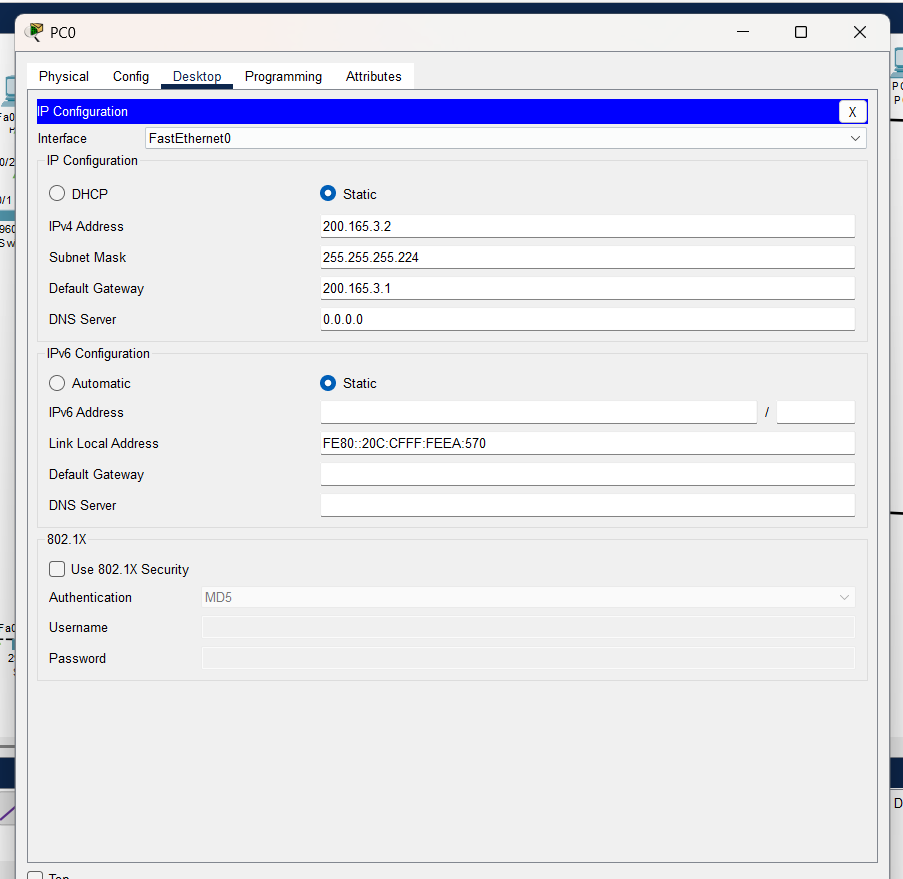 PC0
Physical Config Desktop Programming Attributes
IP Configuration X
Interface FastEthernet0
IP Configuration
DHCP Static
IPv4 Address 200.165.3.2
Subnet Mask 255.255.255.224
Default Gateway 200.165.3.1
DNS Server 0.0.0.0
IPv6 Configuration
Automatic Static
IPv6 Address /
Link Local Address FE80::20C:CFFF:FEEA:570
Default Gateway
DNS Server
802.1X
Use 802.1X Security
Authentication MD5
Username
Password
Top